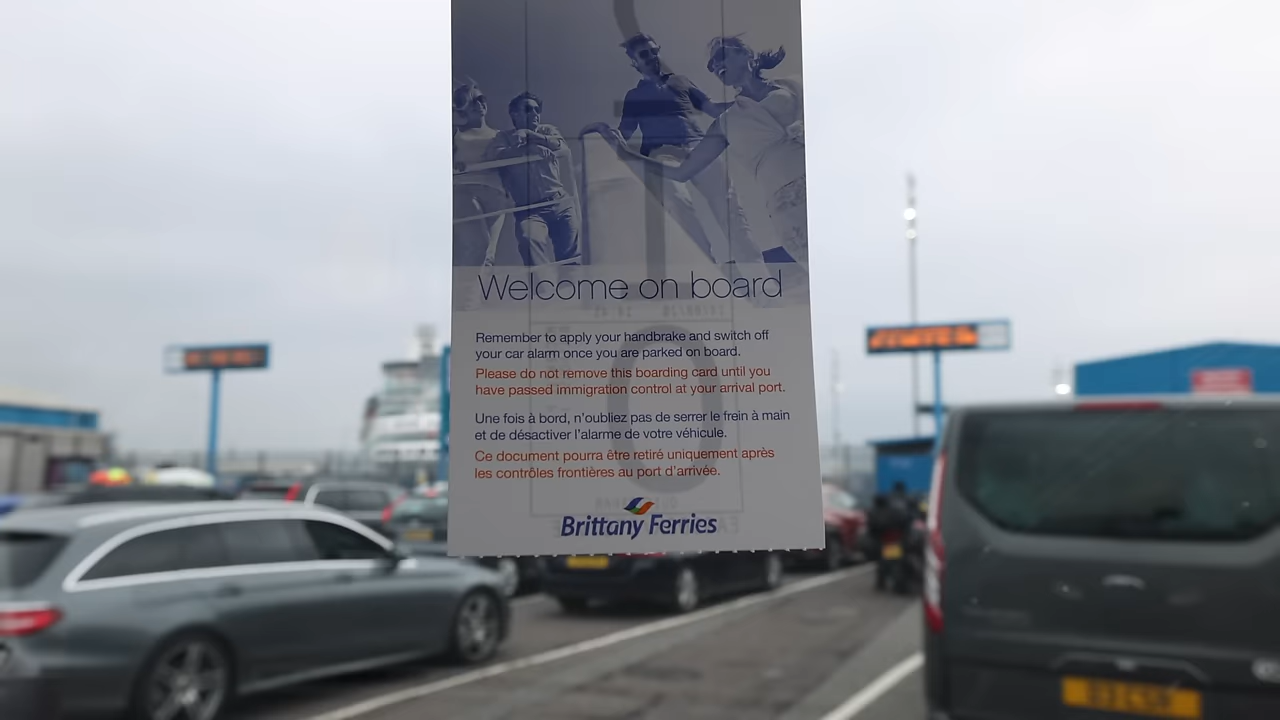 Welcome on board
Remember to apply your handbrake and switch off
your car alarm once you are parked on board.
Please do not remove this boarding card until you
have passed immigration control at your arrival port.
Une fois à bord, n'oubliez pas de serrer le frein à main
et de désactiver l'alarme de votre véhicule.
Ce document pourra être retiré uniquement après
les contrôles frontières au port d'arrivée.
Brittany Ferries